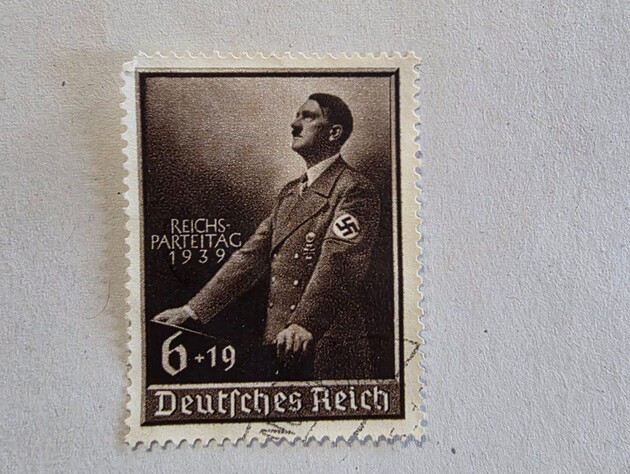 REICHS-
PARTEITAG
1939
6+19
Deutſches Reich